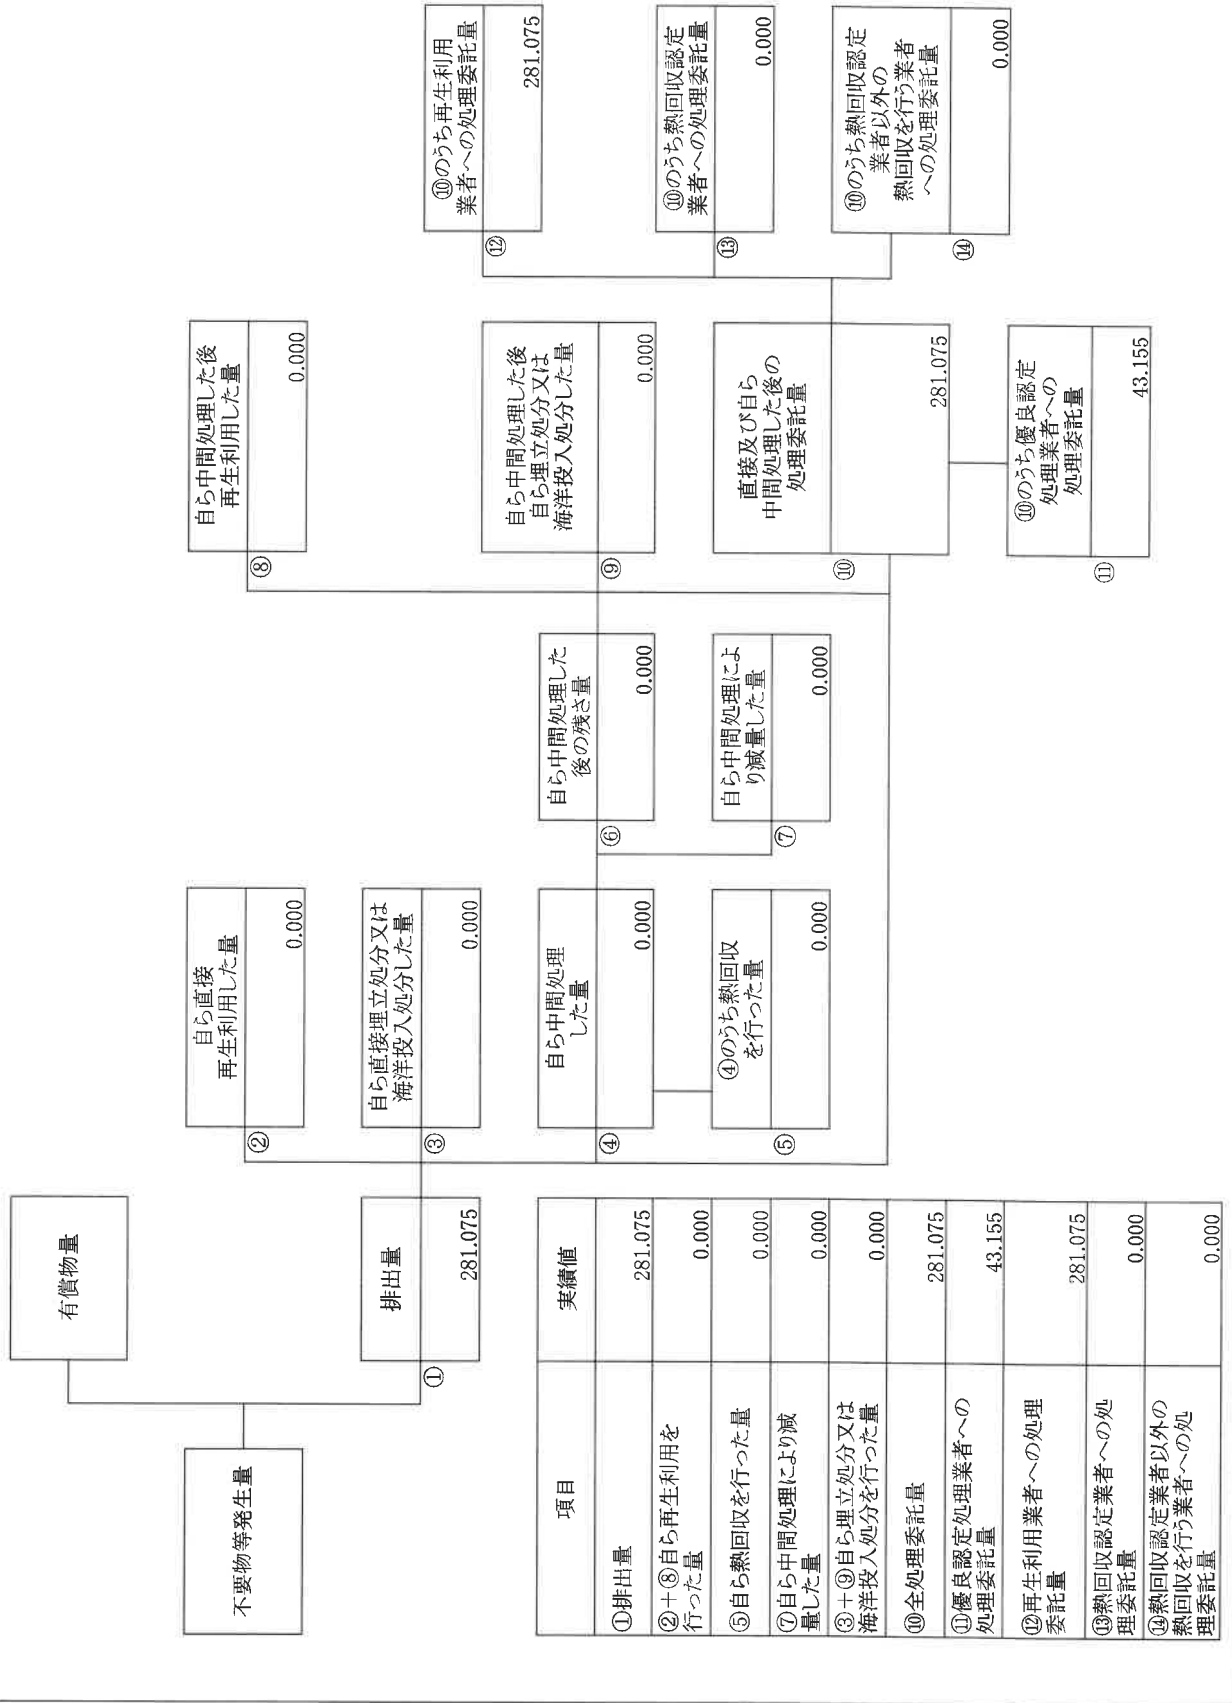 有償物量
不要物等発生量
排出量
281.075
①
自ら直接
再生利用した量
0.000
②
自ら直接埋立処分又は
海洋投入処分した量
0.000
③
自ら中間処理
した量
0.000
④
④のうち熱回収
を行った量
0.000
⑤
自ら中間処理した
後の残さ量
0.000
⑥
自ら中間処理によ
り減量した量
0.000
⑦
自ら中間処理した後
再生利用した量
0.000
⑧
自ら中間処理した後
自ら埋立処分又は
海洋投入処分した量
0.000
⑨
直接及び自ら
中間処理した後の
処理委託量
281.075
⑩
⑩のうち優良認定
処理業者への
処理委託量
43.155
⑪
⑩のうち再生利用
業者への処理委託量
281.075
⑫
⑩のうち熱回収認定
業者への処理委託量
0.000
⑬
⑩のうち熱回収認定
業者以外の
熱回収を行う業者
への処理委託量
0.000
⑭
項目 実績値
①排出量 281.075
②+⑧自ら再生利用を
行った量 0.000
⑤自ら熱回収を行った量 0.000
⑦自ら中間処理により減
量した量 0.000
③+⑨自ら埋立処分又は
海洋投入処分を行った量 0.000
⑩全処理委託量 281.075
⑪優良認定処理業者への
処理委託量 43.155
⑫再生利用業者への処理
委託量 281.075
⑬熱回収認定業者への処
理委託量 0.000
⑭熱回収認定業者以外の
熱回収を行う業者への処
理委託量 0.000